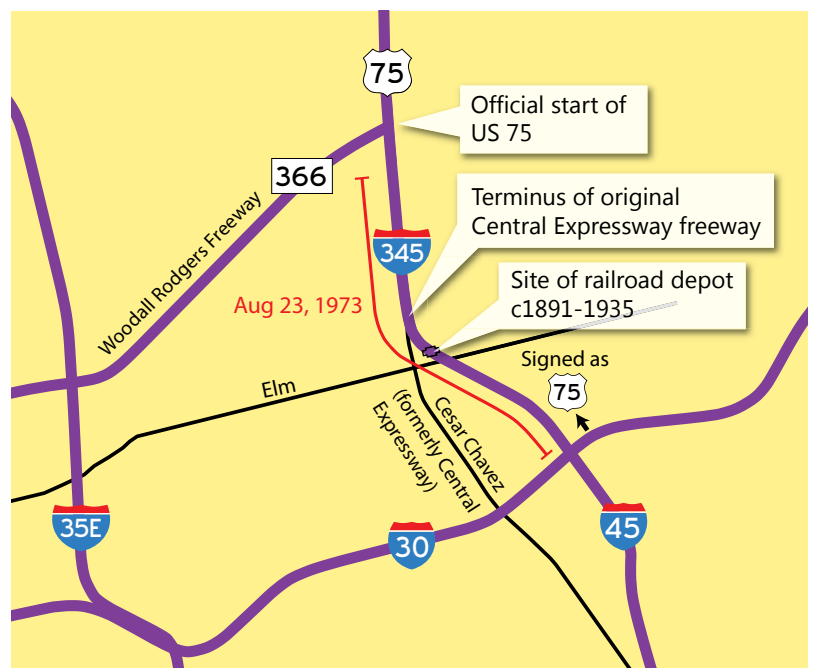 75
Official start of
US 75
366
Terminus of original
Central Expressway freeway
Woodall Rodgers Freeway
345
Site of railroad depot
c1891-1935
Aug 23, 1973
Signed as
75
Elm
Cesar Chavez
(formerly Central
Expressway)
35E
30
45